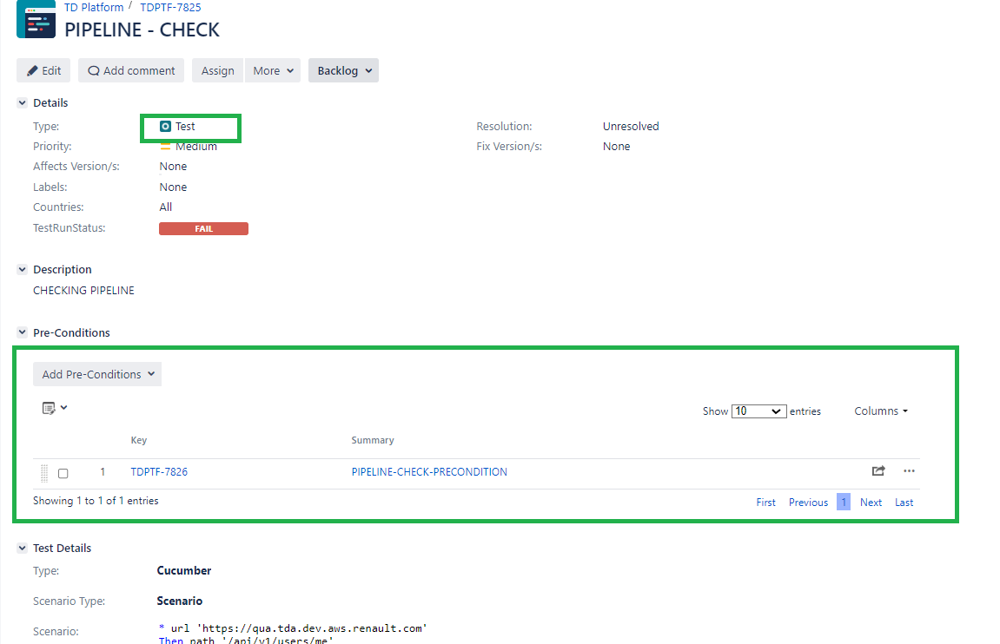 TD Platform / TDPTF-7825
PIPELINE - CHECK
Edit Add comment Assign More Backlog
Details
Type: Test Resolution: Unresolved
Priority: Medium Fix Version/s: None
Affects Version/s: None
Labels: None
Countries: All
TestRunStatus: FAIL
Description
CHECKING PIPELINE
Pre-Conditions
Add Pre-Conditions
Show 10 entries Columns
Key Summary
1 TDPTF-7826 PIPELINE-CHECK-PRECONDITION
Showing 1 to 1 of 1 entries First Previous 1 Next Last
Test Details
Type: Cucumber
Scenario Type: Scenario
Scenario: * url 'https://qua.tda.dev.aws.renault.com'
Then path '/api/v1/users/me'